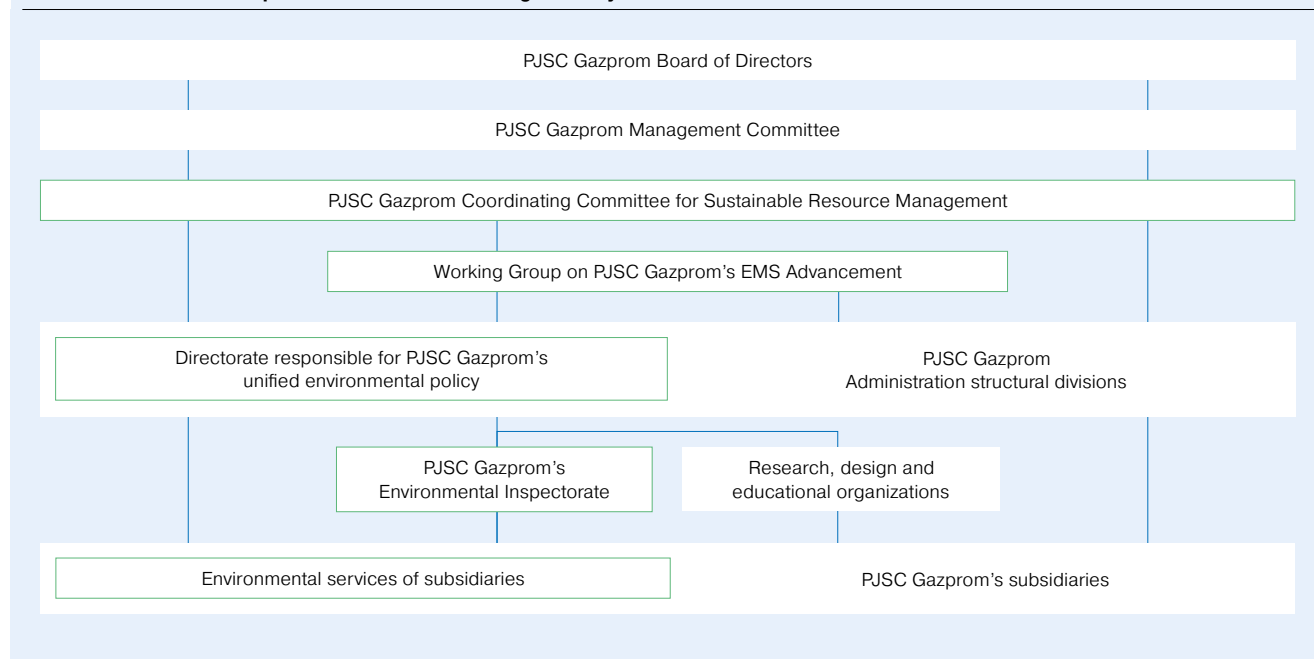 PJSC Gazprom Board of Directors
PJSC Gazprom Management Committee
PJSC Gazprom Coordinating Committee for Sustainable Resource Management
Working Group on PJSC Gazprom's EMS Advancement
Directorate responsible for PJSC Gazprom's
unified environmental policy
PJSC Gazprom
Administration structural divisions
PJSC Gazprom's
Environmental Inspectorate
Research, design and
educational organizations
Environmental services of subsidiaries
PJSC Gazprom's subsidiaries